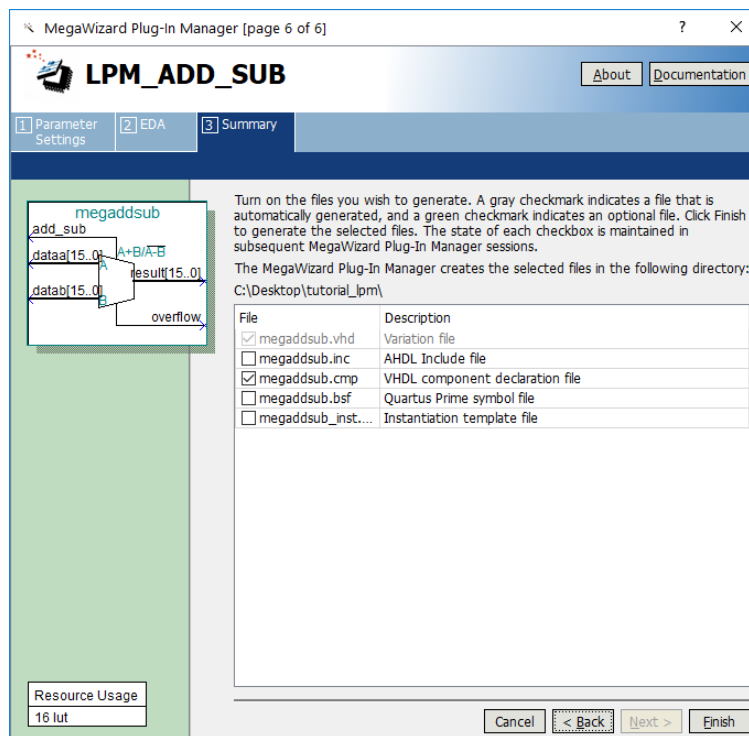 MegaWizard Plug-In Manager [page 6 of 6]
? ×
LPM_ADD_SUB
About Documentation
1 Parameter Settings
2 EDA
3 Summary
megaddsub
add_sub
A+B/A-B
dataa[15..0]
A
result[15..0]
datab[15..0]
B
overflow
Turn on the files you wish to generate. A gray checkmark indicates a file that is
automatically generated, and a green checkmark indicates an optional file. Click Finish
to generate the selected files. The state of each checkbox is maintained in
subsequent MegaWizard Plug-In Manager sessions.
The MegaWizard Plug-In Manager creates the selected files in the following directory:
C:\Desktop\tutorial_lpm\
File Description
megaddsub.vhd Variation file
megaddsub.inc AHDL Include file
megaddsub.cmp VHDL component declaration file
megaddsub.bsf Quartus Prime symbol file
megaddsub_inst.... Instantiation template file
Resource Usage
16 lut
Cancel < Back Next > Finish